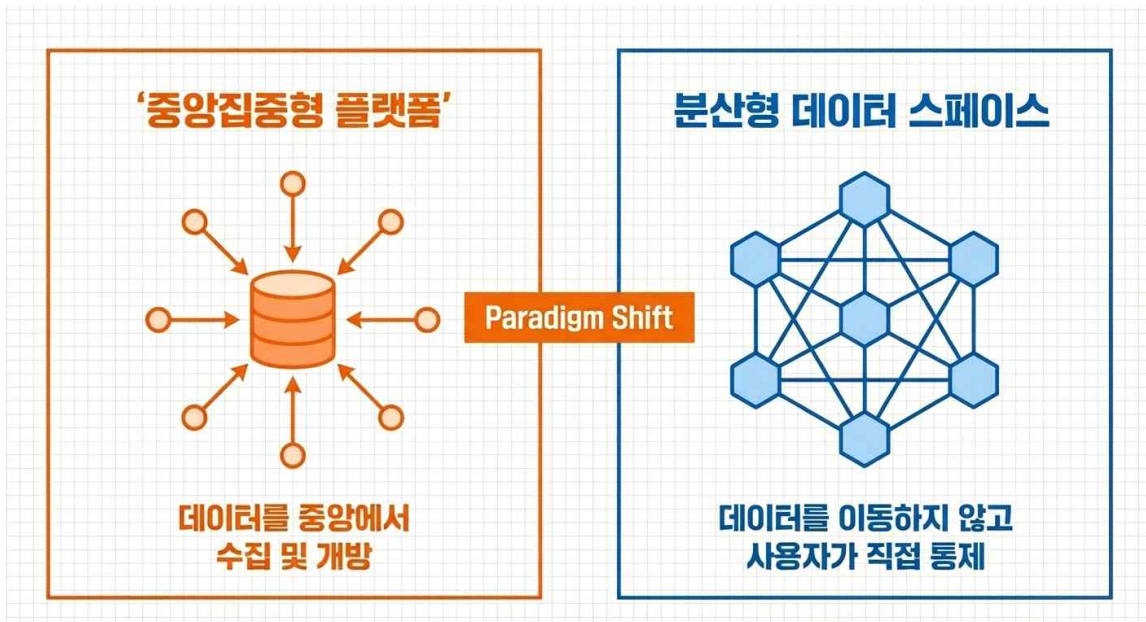 ‘중앙집중형 플랫폼’
데이터를 중앙에서
수집 및 개방
Paradigm Shift
분산형 데이터 스페이스
데이터를 이동하지 않고
사용자가 직접 통제